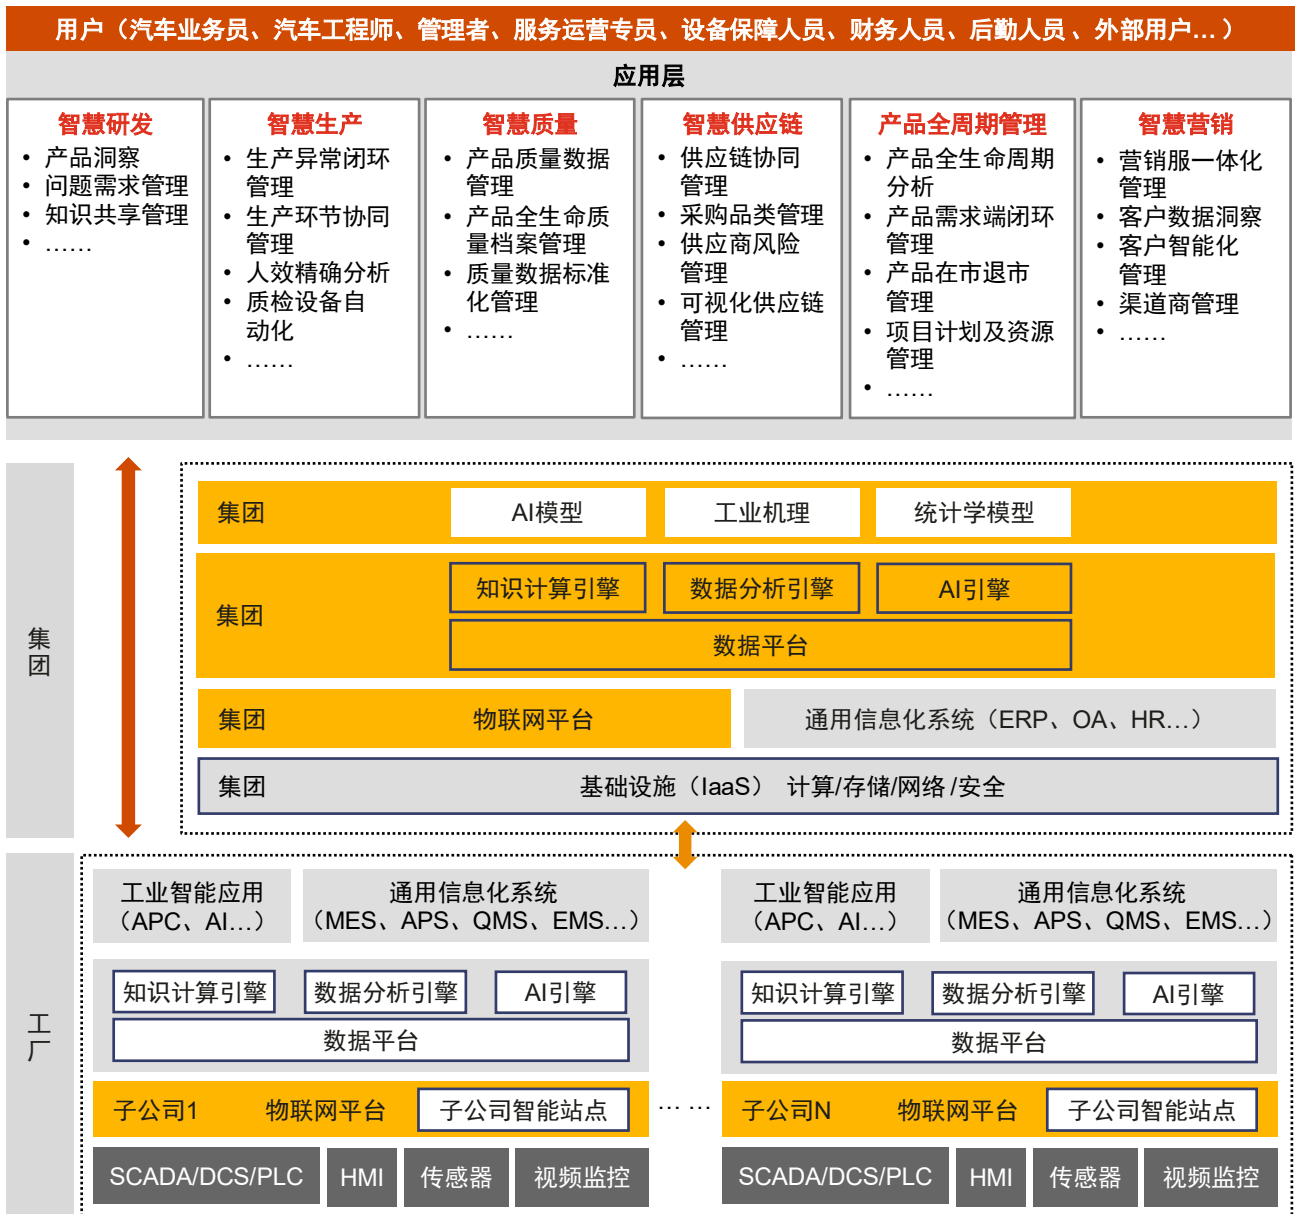 用户（汽车业务员、汽车工程师、管理者、服务运营专员、设备保障人员、财务人员、后勤人员、外部用户...）
应用层
智慧研发
• 产品洞察
• 问题需求管理
• 知识共享管理
• ……
智慧生产
• 生产异常闭环
管理
• 生产环节协同
管理
• 人效精确分析
• 质检设备自
动化
• ……
智慧质量
• 产品质量数据
管理
• 产品全生命质
量档案管理
• 质量数据标准
化管理
• ……
智慧供应链
• 供应链协同
管理
• 采购品类管理
• 供应商风险
管理
• 可视化供应链
管理
• ……
产品全周期管理
• 产品全生命周期
分析
• 产品需求端闭环
管理
• 产品在市退市
管理
• 项目计划及资源
管理
• ……
智慧营销
• 营销服一体化
管理
• 客户数据洞察
• 客户智能化
管理
• 渠道商管理
• ……
集
团
集团 AI模型 工业机理 统计学模型
知识计算引擎 数据分析引擎 AI引擎
集团
数据平台
集团 物联网平台 通用信息化系统（ERP、OA、HR...）
集团 基础设施（IaaS） 计算/存储/网络/安全
工
厂
工业智能应用
（APC、AI...）
通用信息化系统
（MES、APS、QMS、EMS...）
知识计算引擎 数据分析引擎 AI引擎
数据平台
子公司1 物联网平台 子公司智能站点
SCADA/DCS/PLC HMI 传感器 视频监控
... ...
工业智能应用
（APC、AI...）
通用信息化系统
（MES、APS、QMS、EMS...）
知识计算引擎 数据分析引擎 AI引擎
数据平台
子公司N 物联网平台 子公司智能站点
SCADA/DCS/PLC HMI 传感器 视频监控